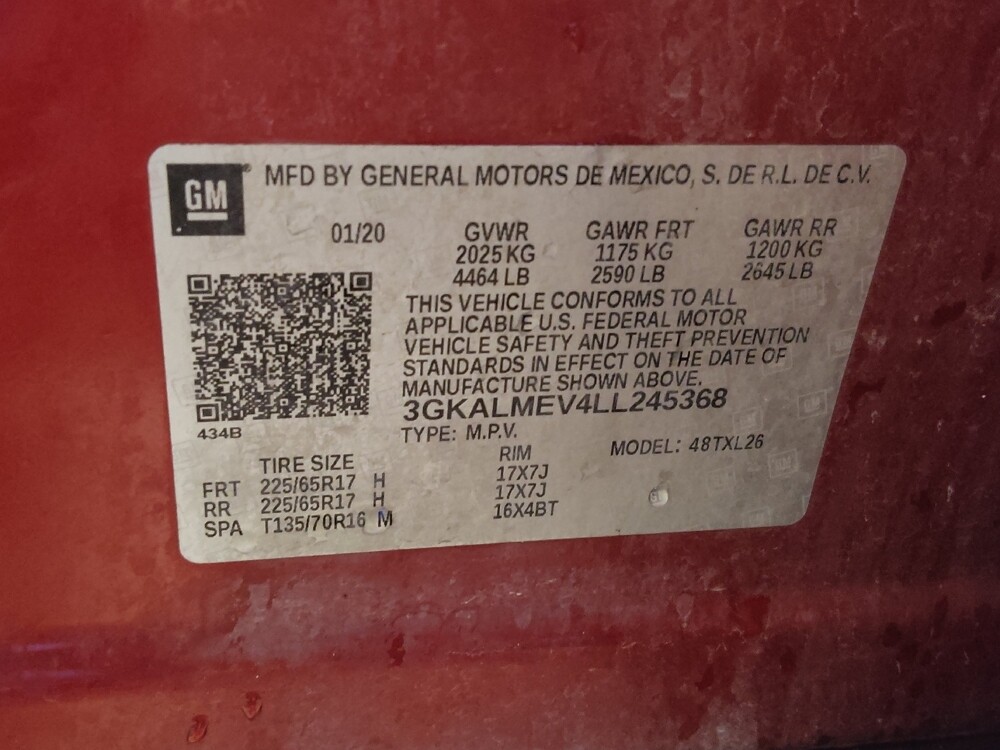 GM
MFD BY GENERAL MOTORS DE MEXICO, S. DE R.L. DE C.V.
01/20 GVWR GAWR FRT GAWR RR
2025 KG 1175 KG 1200 KG
4464 LB 2590 LB 2645 LB
THIS VEHICLE CONFORMS TO ALL
APPLICABLE U.S. FEDERAL MOTOR
VEHICLE SAFETY AND THEFT PREVENTION
STANDARDS IN EFFECT ON THE DATE OF
MANUFACTURE SHOWN ABOVE.
3GKALMEV4LL245368
434B
TYPE: M.P.V. MODEL: 48TXL26
TIRE SIZE RIM
FRT 225/65R17 H 17X7J
RR 225/65R17 H 17X7J
SPA T135/70R16 M 16X4BT